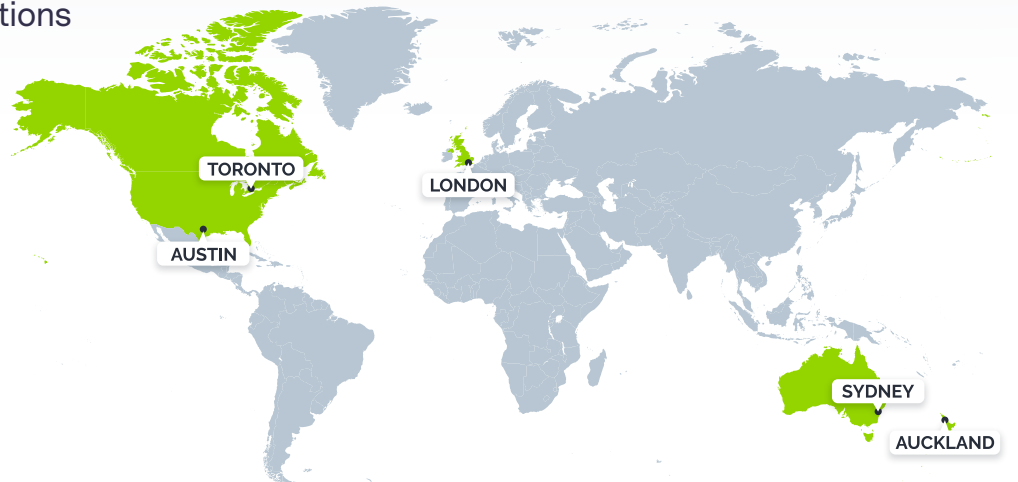 tions
TORONTO
LONDON
AUSTIN
SYDNEY
AUCKLAND